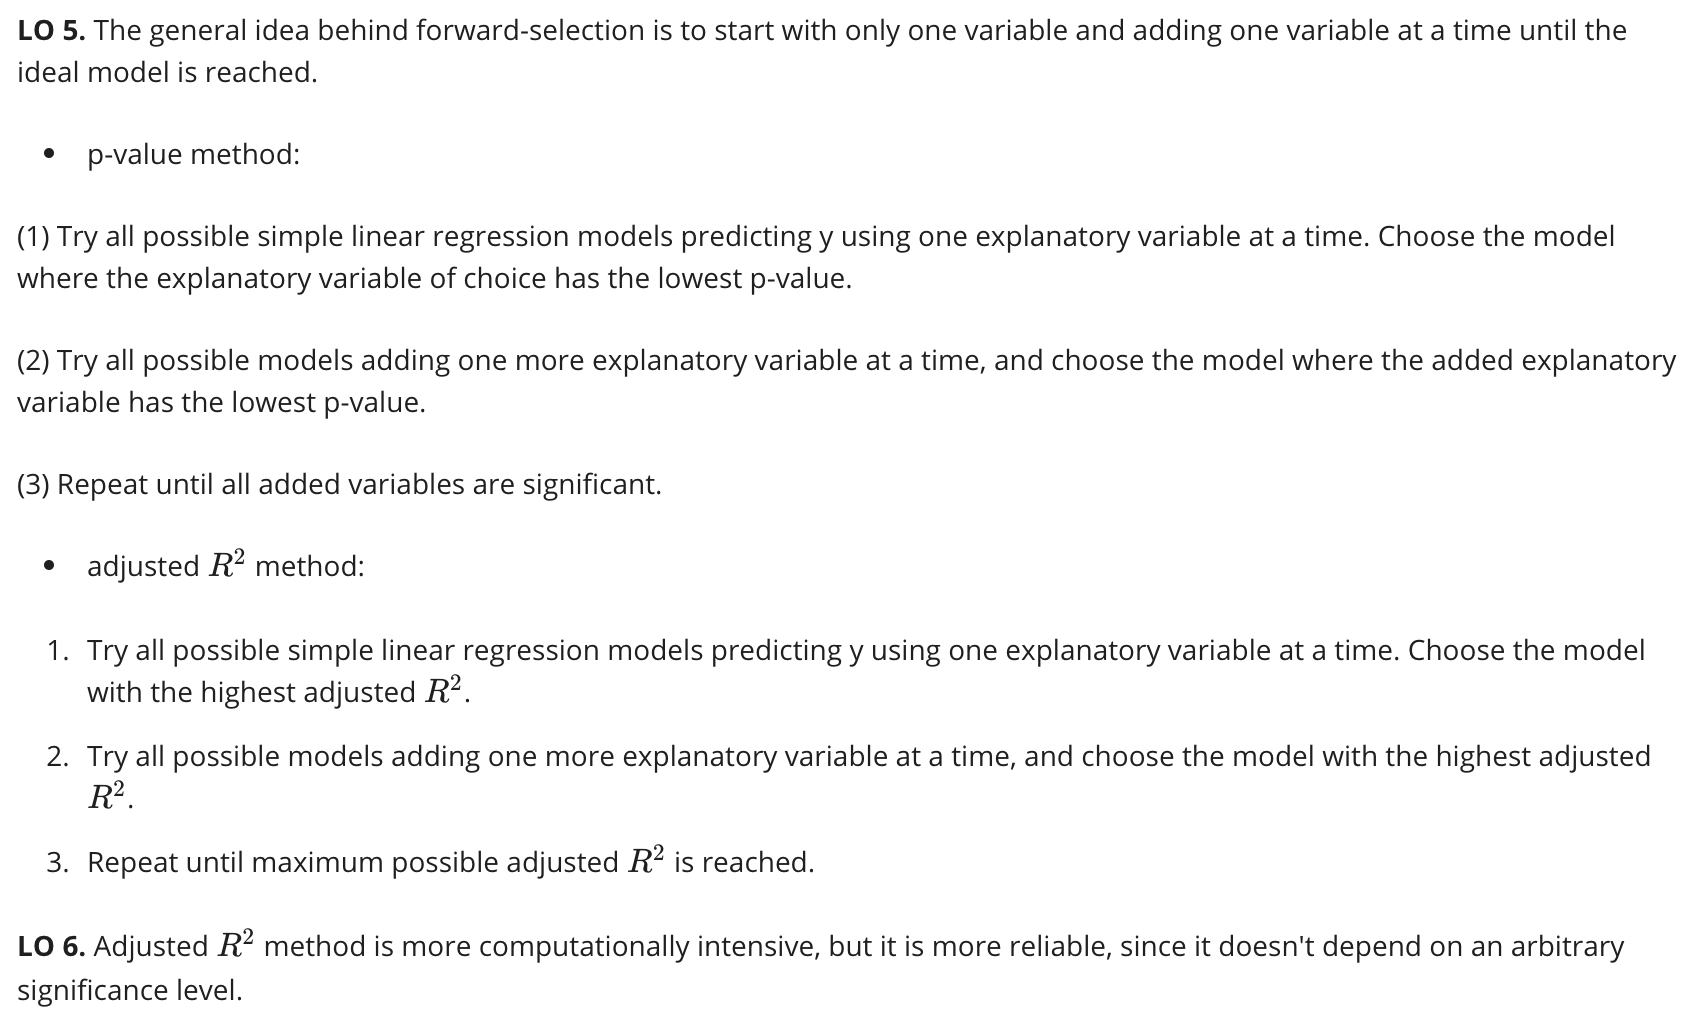 LO 5. The general idea behind forward-selection is to start with only one variable and adding one variable at a time until the
ideal model is reached.
• p-value method:
(1) Try all possible simple linear regression models predicting y using one explanatory variable at a time. Choose the model
where the explanatory variable of choice has the lowest p-value.
(2) Try all possible models adding one more explanatory variable at a time, and choose the model where the added explanatory
variable has the lowest p-value.
(3) Repeat until all added variables are significant.
• adjusted R² method:
1. Try all possible simple linear regression models predicting y using one explanatory variable at a time. Choose the model
with the highest adjusted R².
2. Try all possible models adding one more explanatory variable at a time, and choose the model with the highest adjusted
R².
3. Repeat until maximum possible adjusted R² is reached.
LO 6. Adjusted R² method is more computationally intensive, but it is more reliable, since it doesn't depend on an arbitrary
significance level.